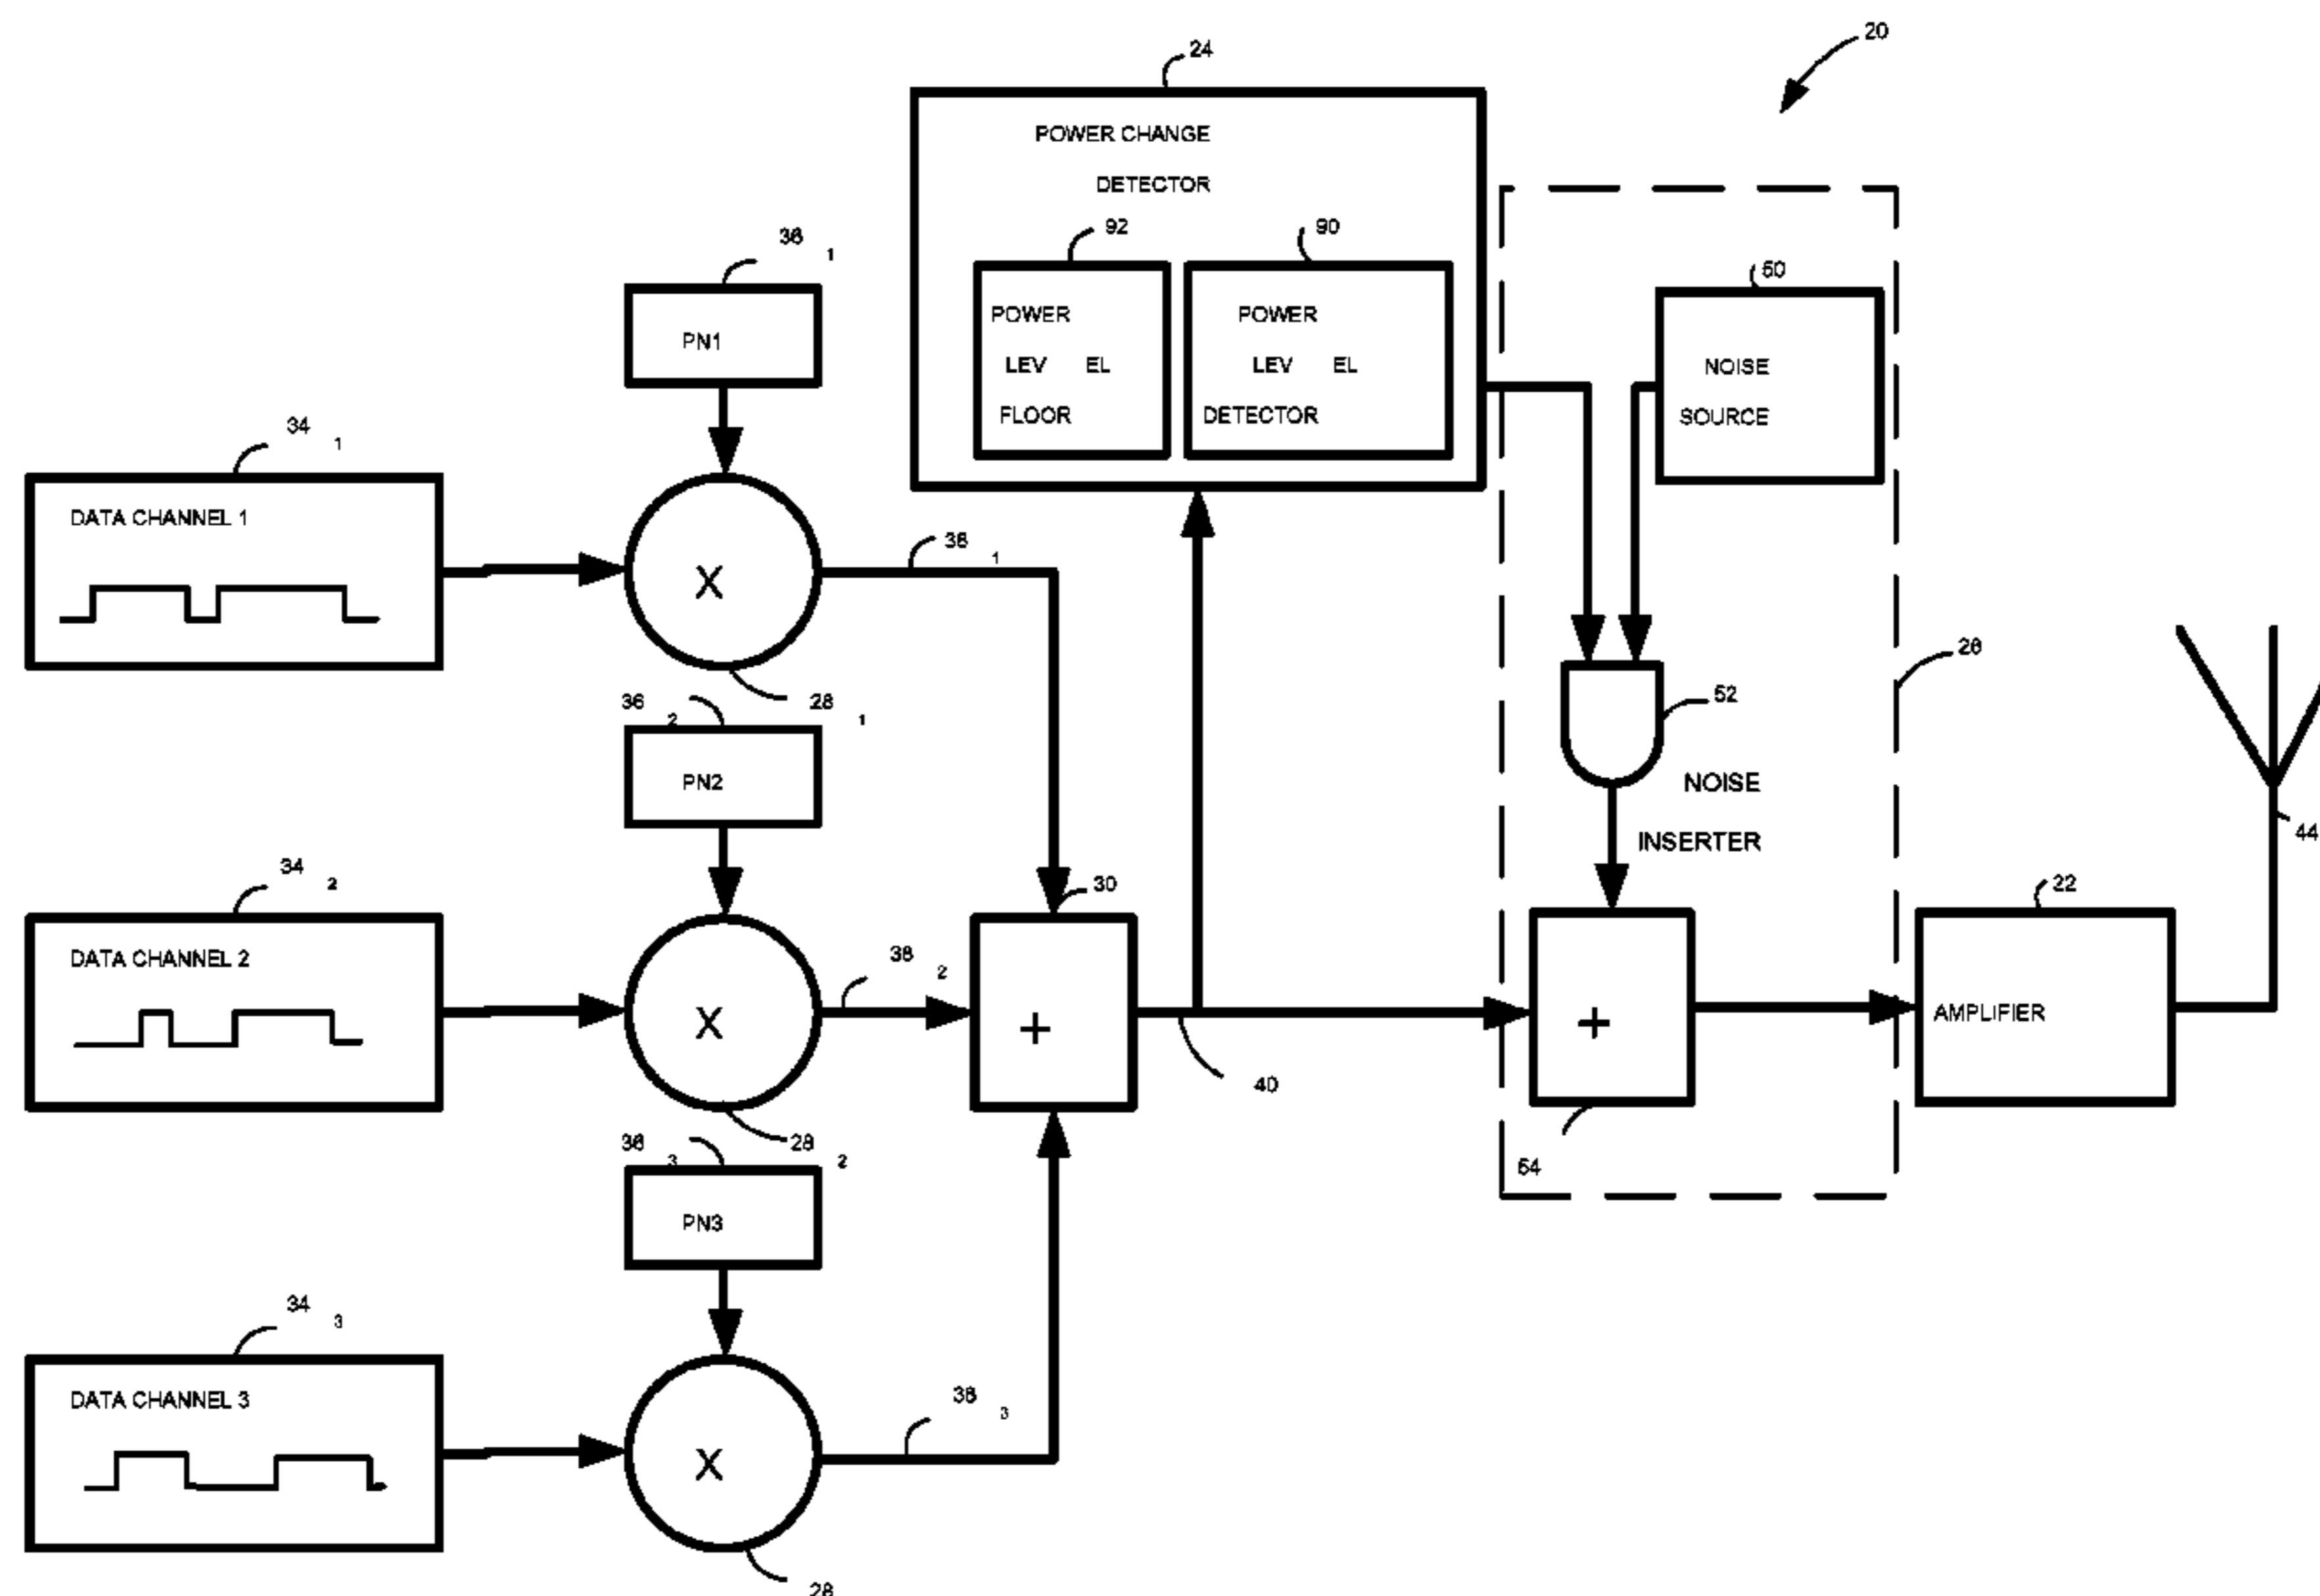 20
24
POWER CHANGE
DETECTOR
92
90
POWER
LEV EL
FLOOR
POWER
LEV EL
DETECTOR
50
NOISE
SOURCE
36 1
PN1
34 1
DATA CHANNEL 1
X
38 1
28 1
36 2
PN2
52
26
NOISE
INSERTER
44
34 2
DATA CHANNEL 2
X
38 2
30
+
40
+
54
22
AMPLIFIER
28 2
36 3
PN3
34 3
DATA CHANNEL 3
X
38 3
28